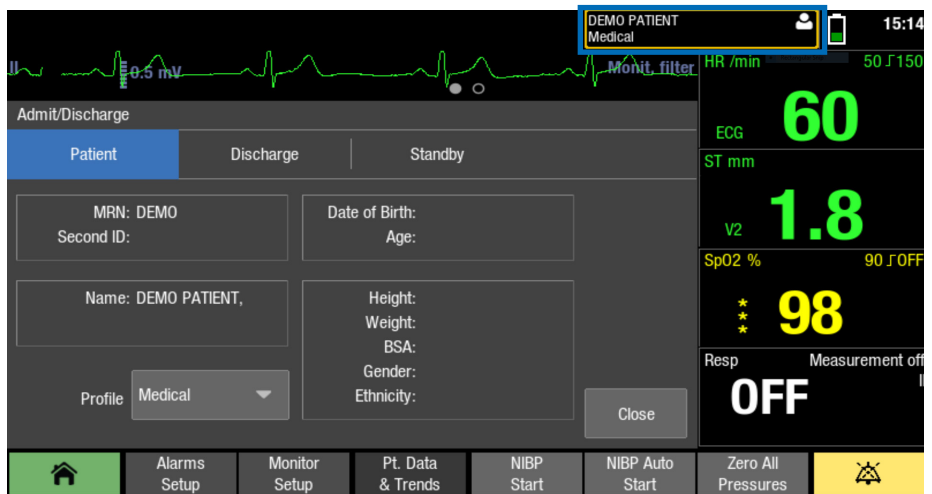 DEMO PATIENT
Medical
15:14
II
0.5 mV
Monit, filter
HR /min
50
150
ECG
60
Admit/Discharge
Patient
Discharge
Standby
ST mm
V2
1.8
MRN: DEMO
Second ID:
Date of Birth:
Age:
SpO2 %
90
OFF
***
98
Name: DEMO PATIENT,
Height:
Weight:
BSA:
Gender:
Ethnicity:
Profile
Medical
Close
Resp
Measurement off
II
OFF
Alarms
Setup
Monitor
Setup
Pt. Data
& Trends
NIBP
Start
NIBP Auto
Start
Zero All
Pressures